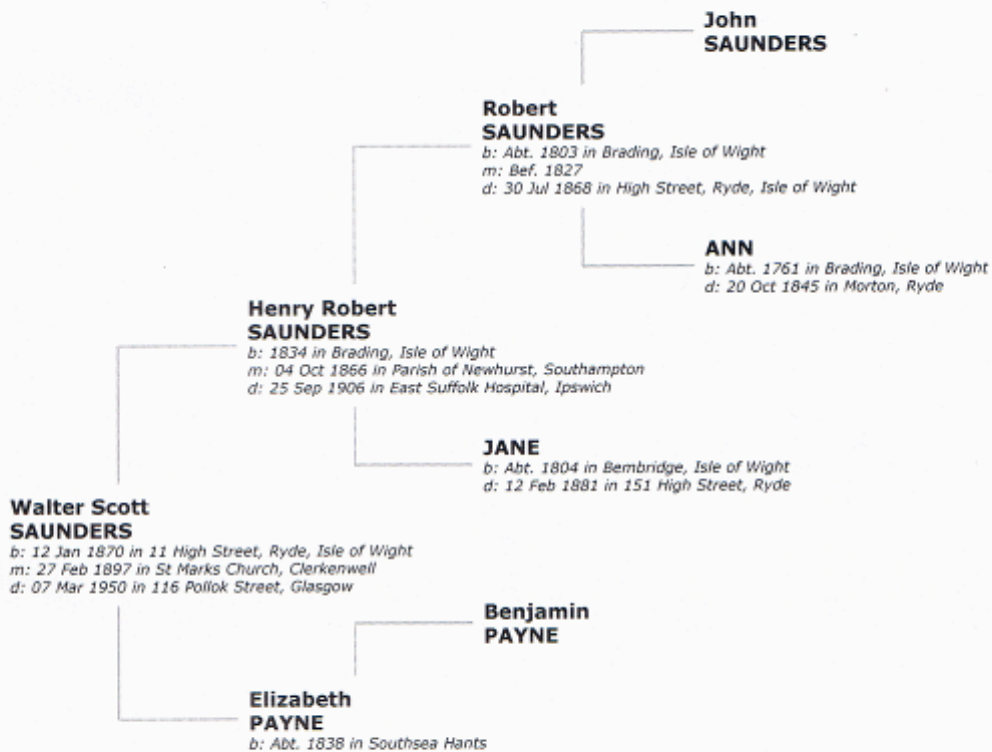 John
SAUNDERS
Robert
SAUNDERS
b: Abt. 1803 in Brading, Isle of Wight
m: Bef. 1827
d: 30 Jul 1868 in High Street, Ryde, Isle of Wight
ANN
b: Abt. 1761 in Brading, Isle of Wight
d: 20 Oct 1845 in Morton, Ryde
Henry Robert
SAUNDERS
b: 1834 in Brading, Isle of Wight
m: 04 Oct 1866 in Parish of Newhurst, Southampton
d: 25 Sep 1906 in East Suffolk Hospital, Ipswich
JANE
b: Abt. 1804 in Bembridge, Isle of Wight
d: 12 Feb 1881 in 151 High Street, Ryde
Walter Scott
SAUNDERS
b: 12 Jan 1870 in 11 High Street, Ryde, Isle of Wight
m: 27 Feb 1897 in St Marks Church, Clerkenwell
d: 07 Mar 1950 in 116 Pollok Street, Glasgow
Benjamin
PAYNE
Elizabeth
PAYNE
b: Abt. 1838 in Southsea Hants